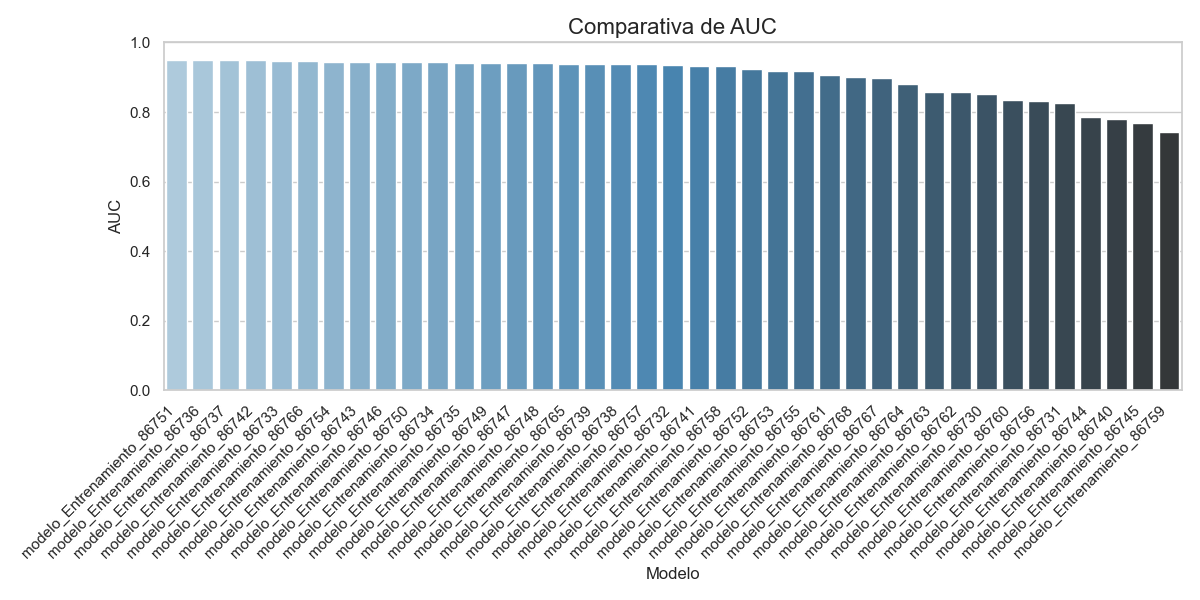 Comparativa de AUC
1.0
0.8
0.6
0.4
0.2
0.0
AUC
modelo_Entrenamiento_86751
modelo_Entrenamiento_86736
modelo_Entrenamiento_86737
modelo_Entrenamiento_86742
modelo_Entrenamiento_86733
modelo_Entrenamiento_86766
modelo_Entrenamiento_86754
modelo_Entrenamiento_86743
modelo_Entrenamiento_86746
modelo_Entrenamiento_86750
modelo_Entrenamiento_86734
modelo_Entrenamiento_86735
modelo_Entrenamiento_86749
modelo_Entrenamiento_86747
modelo_Entrenamiento_86748
modelo_Entrenamiento_86765
modelo_Entrenamiento_86739
modelo_Entrenamiento_86738
modelo_Entrenamiento_86757
modelo_Entrenamiento_86732
modelo_Entrenamiento_86741
modelo_Entrenamiento_86758
modelo_Entrenamiento_86752
modelo_Entrenamiento_86753
modelo_Entrenamiento_86755
modelo_Entrenamiento_86761
modelo_Entrenamiento_86768
modelo_Entrenamiento_86767
modelo_Entrenamiento_86764
modelo_Entrenamiento_86763
modelo_Entrenamiento_86762
modelo_Entrenamiento_86730
modelo_Entrenamiento_86760
modelo_Entrenamiento_86756
modelo_Entrenamiento_86731
modelo_Entrenamiento_86744
modelo_Entrenamiento_86740
modelo_Entrenamiento_86745
modelo_Entrenamiento_86759
Modelo